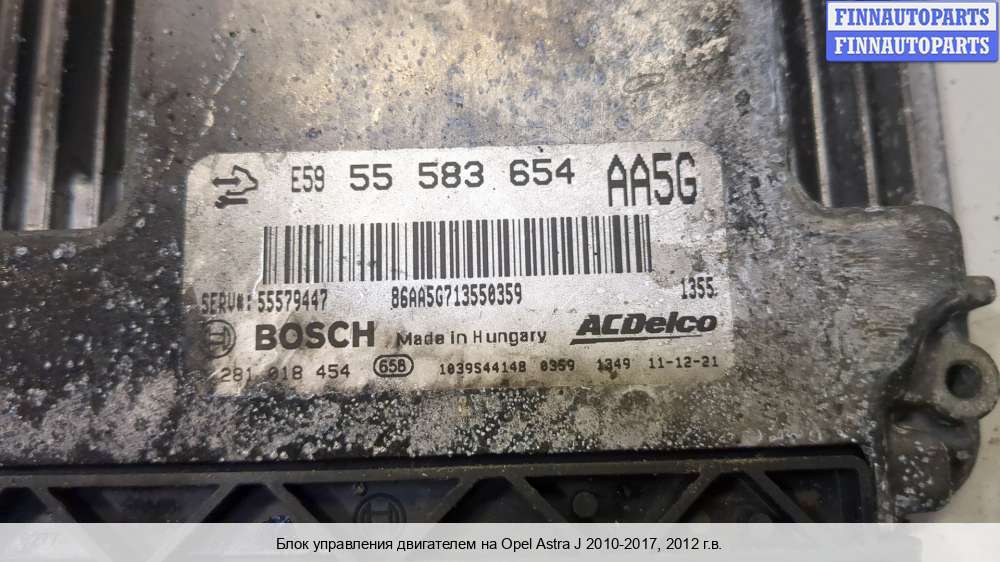 FINNAUTOPARTS
FINNAUTOPARTS
E59 55 583 654 AA5G
SERV#: 55579447 86AA5G713550359 1355
BOSCH Made in Hungary ACDelco
281 018 454 658 1039S44148 0359 1349 11-12-21
Блок управления двигателем на Opel Astra J 2010-2017, 2012 г.в.